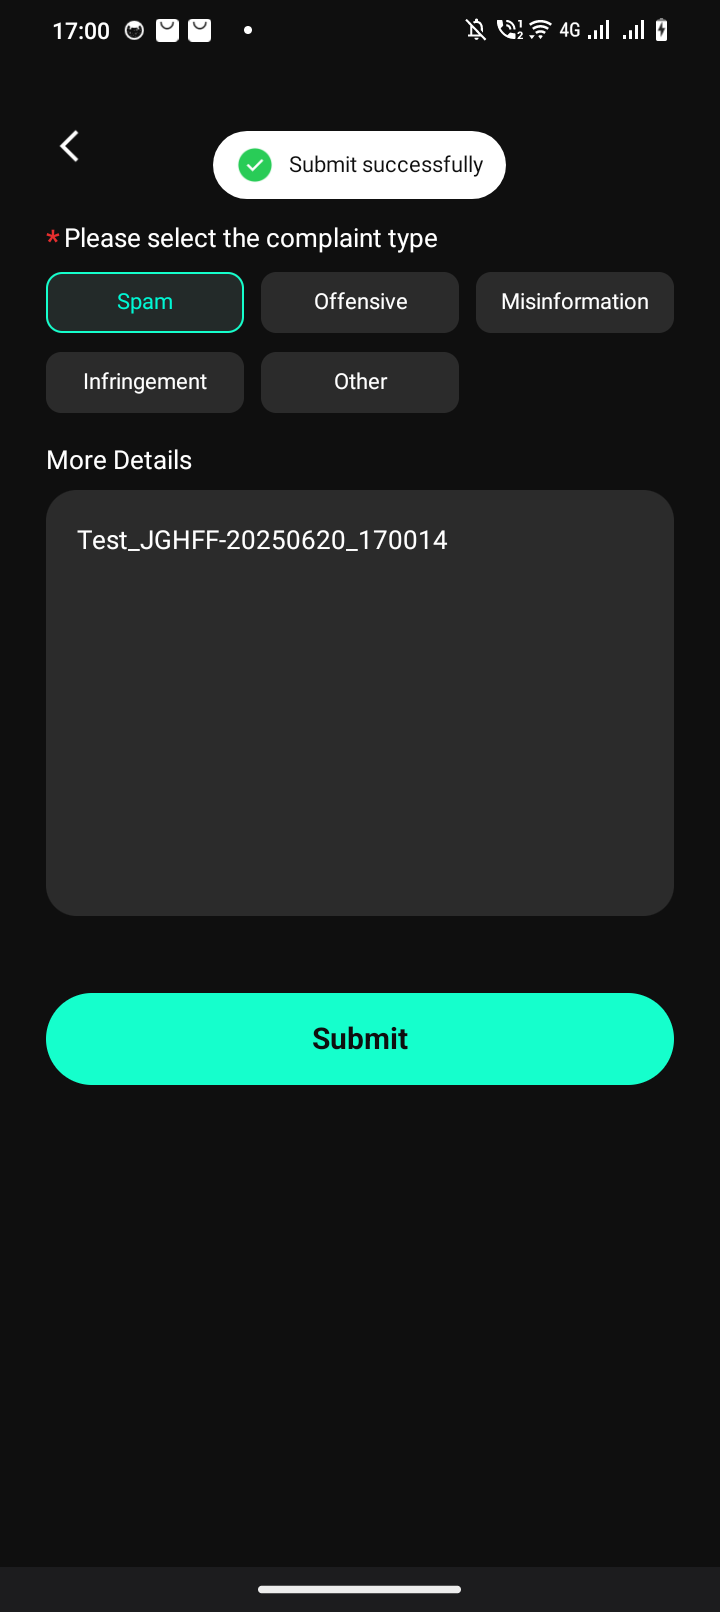 17:00
4G
Submit successfully
*Please select the complaint type
Spam
Offensive
Misinformation
Infringement
Other
More Details
Test_JGHFF-20250620_170014
Submit